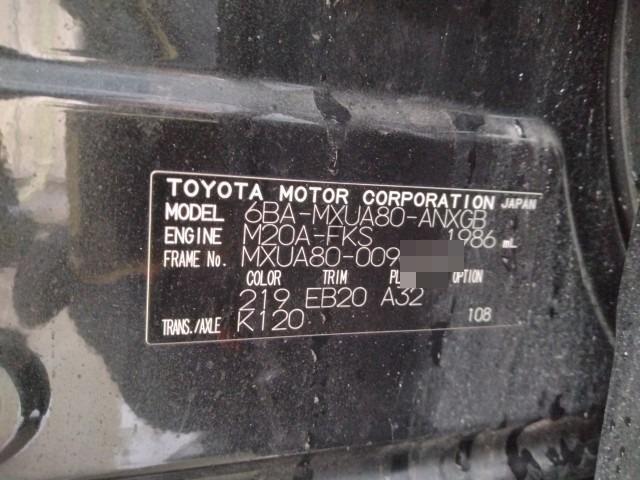 TOYOTA MOTOR CORPORATION JAPAN
MODEL 6BA-MXUA80-ANXGB
ENGINE M20A-FKS 1986 mL
FRAME No. MXUA80-009
COLOR TRIM OPTION
219 EB20 A32
TRANS./AXLE K120 108